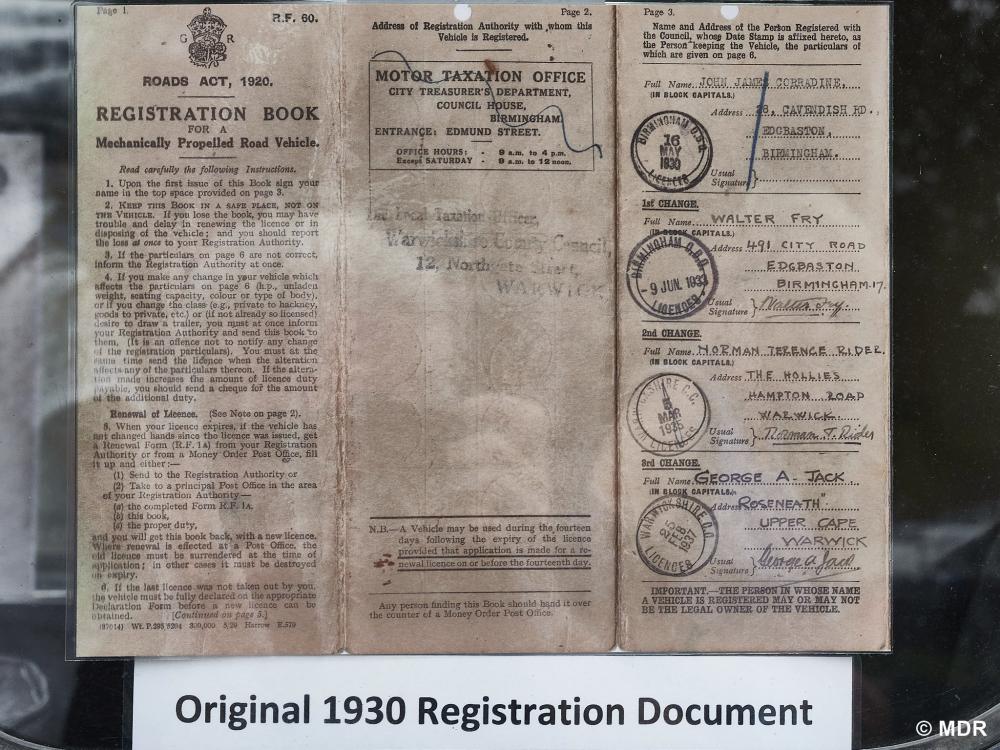 Page 1.
R.F. 60.
G R
ROADS ACT, 1920.
REGISTRATION BOOK
FOR A
Mechanically Propelled Road Vehicle.
Read carefully the following Instructions.
1. Upon the first issue of this Book sign your
name in the top space provided on page 3.
2. KEEP THIS BOOK IN A SAFE PLACE, NOT ON
THE VEHICLE. If you lose the book, you may have
trouble and delay in renewing the licence or in
disposing of the vehicle; and you should report
the loss at once to your Registration Authority.
3. If the particulars on page 6 are not correct,
inform the Registration Authority at once.
4. If you make any change in your vehicle which
affects the particulars on page 6 (h.p., unladen
weight, seating capacity, colour or type of body),
or if you change the class (e.g., private to hackney,
goods to private, etc.) or (if not already so licensed)
desire to draw a trailer, you must at once inform
your Registration Authority and send this book to
them. (It is an offence not to notify any change
of the registration particulars). You must at the
same time send the licence when the alteration
affects any of the particulars thereon. If the altera-
tion made increases the amount of licence duty
payable, you should send a cheque for the amount
of the additional duty.
Renewal of Licence. (See Note on page 2).
5. When your licence expires, if the vehicle has
not changed hands since the licence was issued, get
a Renewal Form (R.F. 1A) from your Registration
Authority or from a Money Order Post Office, fill
it up and either:—
(1) Send to the Registration Authority or
(2) Take to a principal Post Office in the area
of your Registration Authority—
(a) the completed Form R.F. 1A,
(b) this book,
(c) the proper duty,
and you will get this book back, with a new licence.
Where renewal is effected at a Post Office, the
old licence must be surrendered at the time of
application; in other cases it must be destroyed
on expiry.
6. If the last licence was not taken out by you,
the vehicle must be fully declared on the appropriate
Declaration Form before a new licence can be
obtained. [Continued on page 5.]
(37014) Wt. P.295/5204 300,000 5/29 Harrow E.579
Page 2.
Address of Registration Authority with whom this
Vehicle is Registered.
MOTOR TAXATION OFFICE
CITY TREASURER'S DEPARTMENT,
COUNCIL HOUSE,
BIRMINGHAM
ENTRANCE: EDMUND STREET.
OFFICE HOURS: - 9 a.m. to 4 p.m.
Except SATURDAY - 9 a.m. to 12 noon.
The Local Taxation Officer,
Warwickshire County Council,
12, Northgate Street,
WARWICK
N.B.—A Vehicle may be used during the fourteen
days following the expiry of the licence
provided that application is made for a re-
newal licence on or before the fourteenth day.
Any person finding this Book should hand it over
the counter of a Money Order Post Office.
Page 3.
Name and Address of the Person Registered with
the Council, whose Date Stamp is affixed hereto, as
the Person keeping the Vehicle, the particulars of
which are given on page 6.
Full Name JOHN JAMES CORRADINE,
(IN BLOCK CAPITALS.)
Address 28, CAVENDISH RD.,
EDGBASTON,
BIRMINGHAM.
Usual
Signature
BIRMINGHAM C.B.C.
16
MAY
1930
LICENCES
1st CHANGE.
Full Name WALTER FRY
(IN BLOCK CAPITALS.)
Address 491 CITY ROAD
EDGBASTON
BIRMINGHAM.17.
Usual
Signature Walter Fry.
BIRMINGHAM C.B.C.
- 9 JUN. 1933
LICENCES
2nd CHANGE.
Full Name NORMAN TERENCE RIDER.
(IN BLOCK CAPITALS.)
Address THE HOLLIES
HAMPTON ROAD
WARWICK
Usual
Signature Norman T. Rider
WARWICKSHIRE C.C.
5
MAR
1935
LICENCES
3rd CHANGE.
Full Name GEORGE A. JACK
(IN BLOCK CAPITALS.)
Address "ROSENEATH"
UPPER CAPE
WARWICK
Usual
Signature George A Jack
WARWICKSHIRE C.C.
25
FEB
1937
LICENCES
IMPORTANT.—THE PERSON IN WHOSE NAME
A VEHICLE IS REGISTERED MAY OR MAY NOT
BE THE LEGAL OWNER OF THE VEHICLE.
Original 1930 Registration Document
© MDR